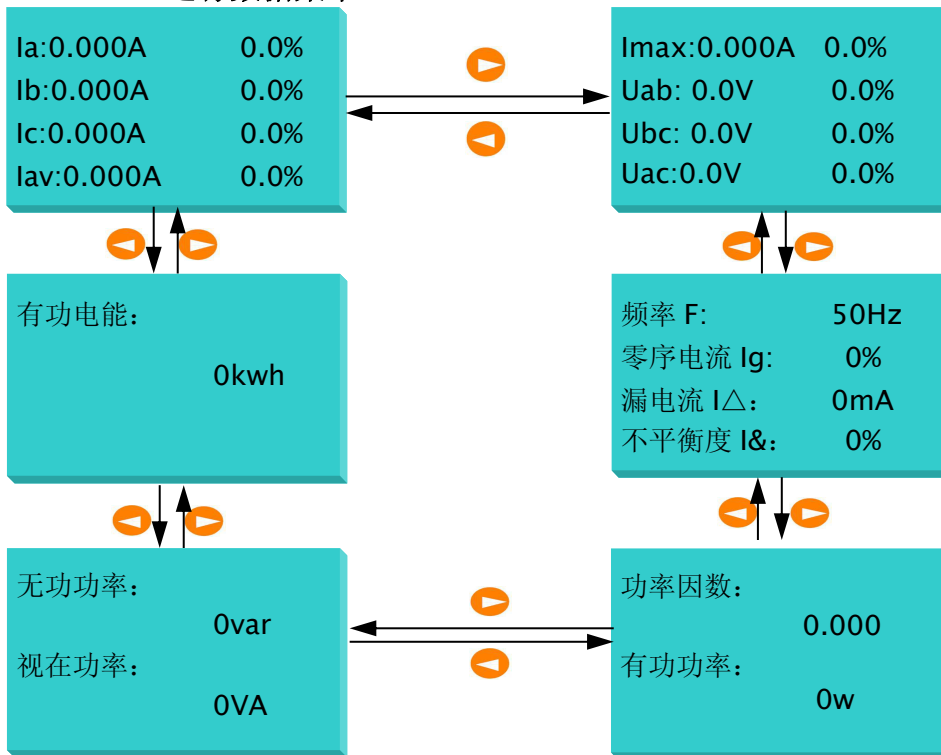 Ia:0.000A 0.0%
Ib:0.000A 0.0%
Ic:0.000A 0.0%
Iav:0.000A 0.0%
Imax:0.000A 0.0%
Uab: 0.0V 0.0%
Ubc: 0.0V 0.0%
Uac:0.0V 0.0%
有功电能：
0kwh
频率 F: 50Hz
零序电流 Ig: 0%
漏电流 I△： 0mA
不平衡度 I&： 0%
无功功率：
0var
视在功率：
0VA
功率因数：
0.000
有功功率：
0w